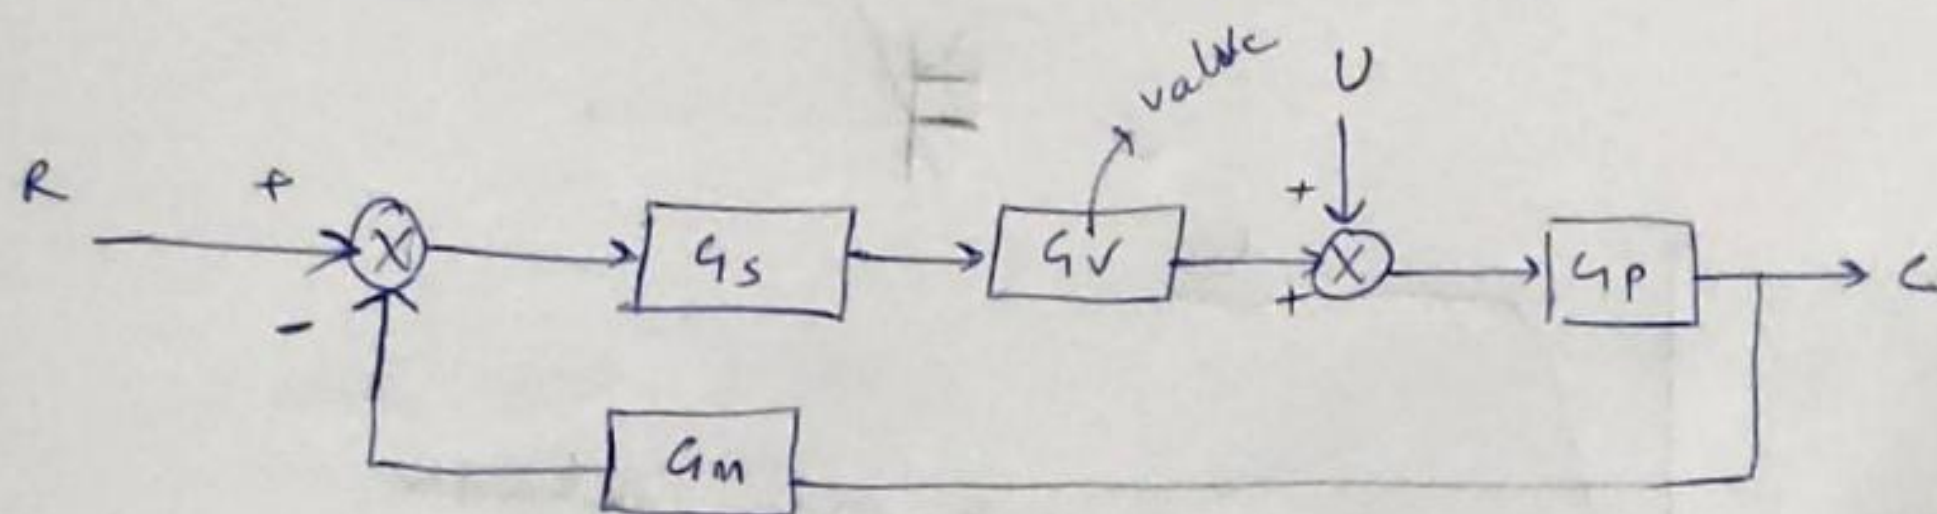 valve
U
R + Gs Gv + Gp C
+
-
Gm